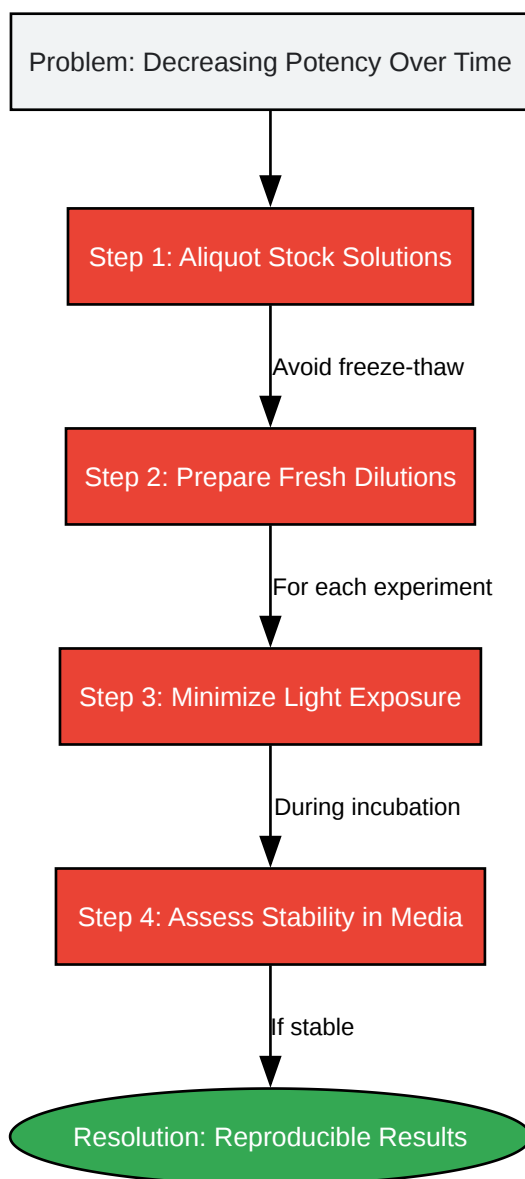 Problem: Decreasing Potency Over Time
Step 1: Aliquot Stock Solutions
Avoid freeze-thaw
Step 2: Prepare Fresh Dilutions
For each experiment
Step 3: Minimize Light Exposure
During incubation
Step 4: Assess Stability in Media
If stable
Resolution: Reproducible Results